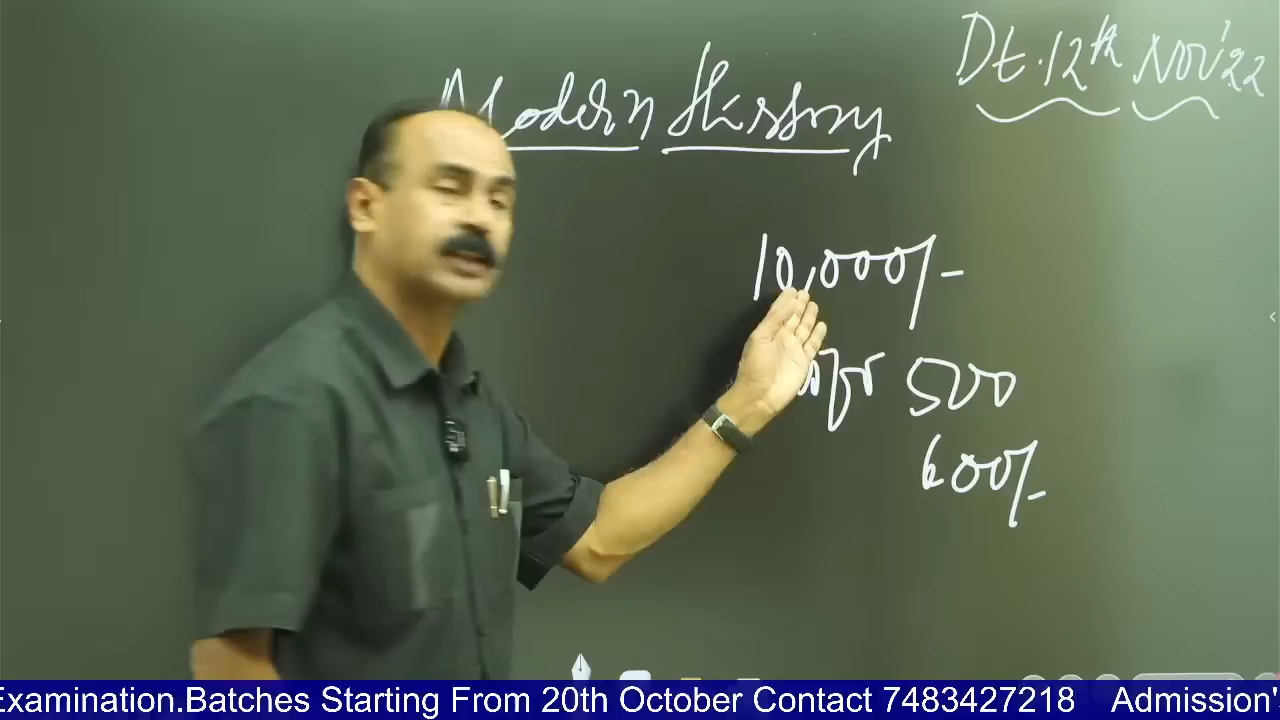 Dt. 12th Nov'22
Modern History
10,000/-
500
600/-
Examination.Batches Starting From 20th October Contact 7483427218 Admission'